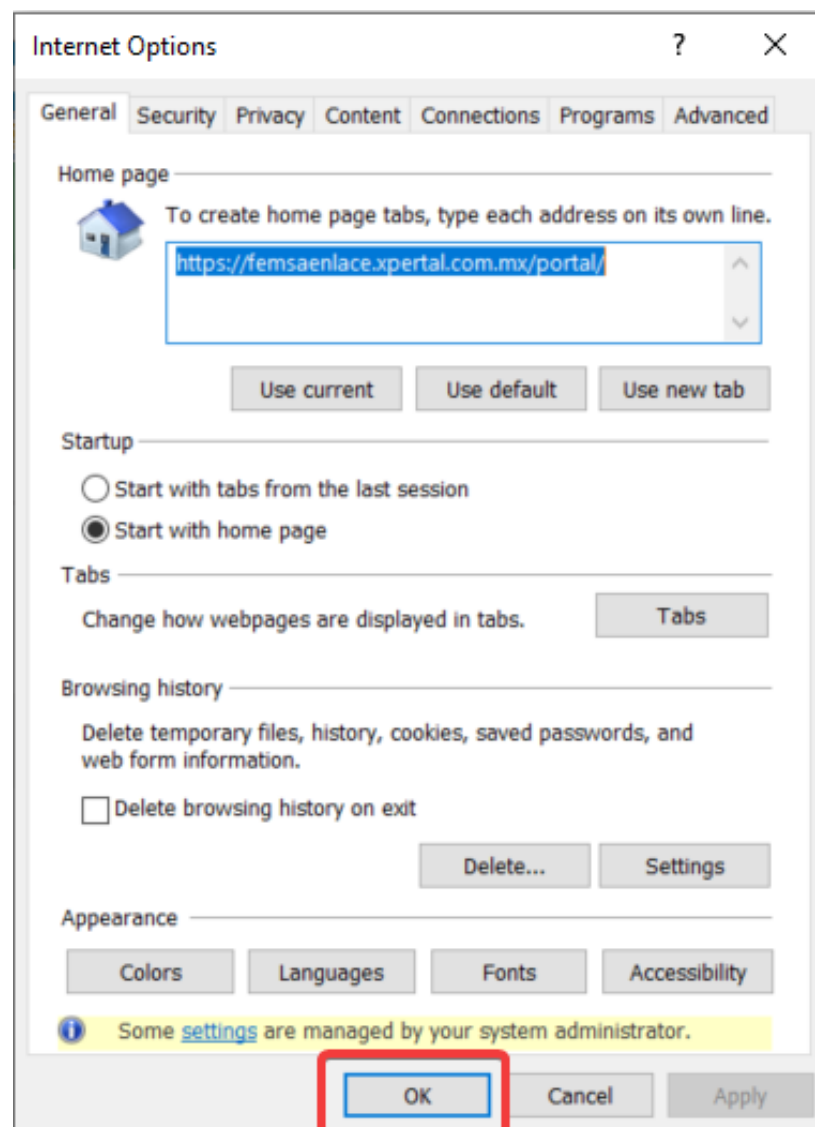 Internet Options
?
General Security Privacy Content Connections Programs Advanced
Home page
To create home page tabs, type each address on its own line.
https://femsaenlace.xpertal.com.mx/portal/
Use current Use default Use new tab
Startup
Start with tabs from the last session
Start with home page
Tabs
Change how webpages are displayed in tabs. Tabs
Browsing history
Delete temporary files, history, cookies, saved passwords, and
web form information.
Delete browsing history on exit
Delete... Settings
Appearance
Colors Languages Fonts Accessibility
Some settings are managed by your system administrator.
OK Cancel Apply